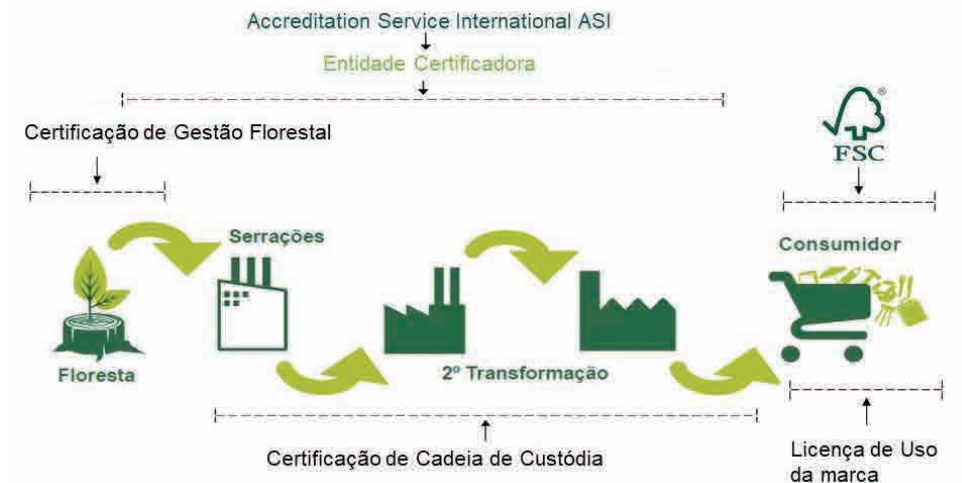 Accreditation Service International ASI
Entidade Certificadora
Certificação de Gestão Florestal
®
FSC
Serrações
Consumidor
Floresta
2º Transformação
Certificação de Cadeia de Custódia
Licença de Uso
da marca